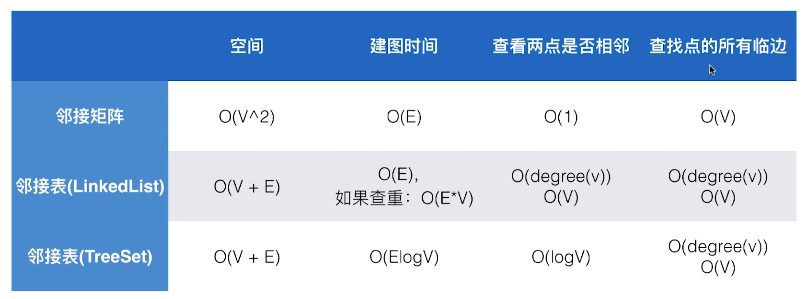 空间 建图时间 查看两点是否相邻 查找点的所有临边
邻接矩阵 O(V^2) O(E) O(1) O(V)
邻接表(LinkedList) O(V + E) O(E), 如果查重：O(E*V) O(degree(v)) O(V) O(degree(v)) O(V)
邻接表(TreeSet) O(V + E) O(ElogV) O(logV) O(degree(v)) O(V)